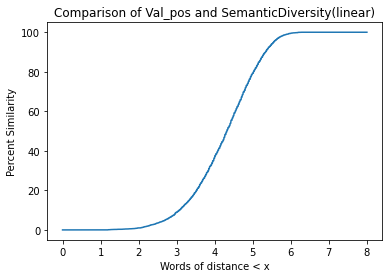 Comparison of Val_pos and SemanticDiversity(linear)
100
80
60
40
20
0
Percent Similarity
0 1 2 3 4 5 6 7 8
Words of distance < x